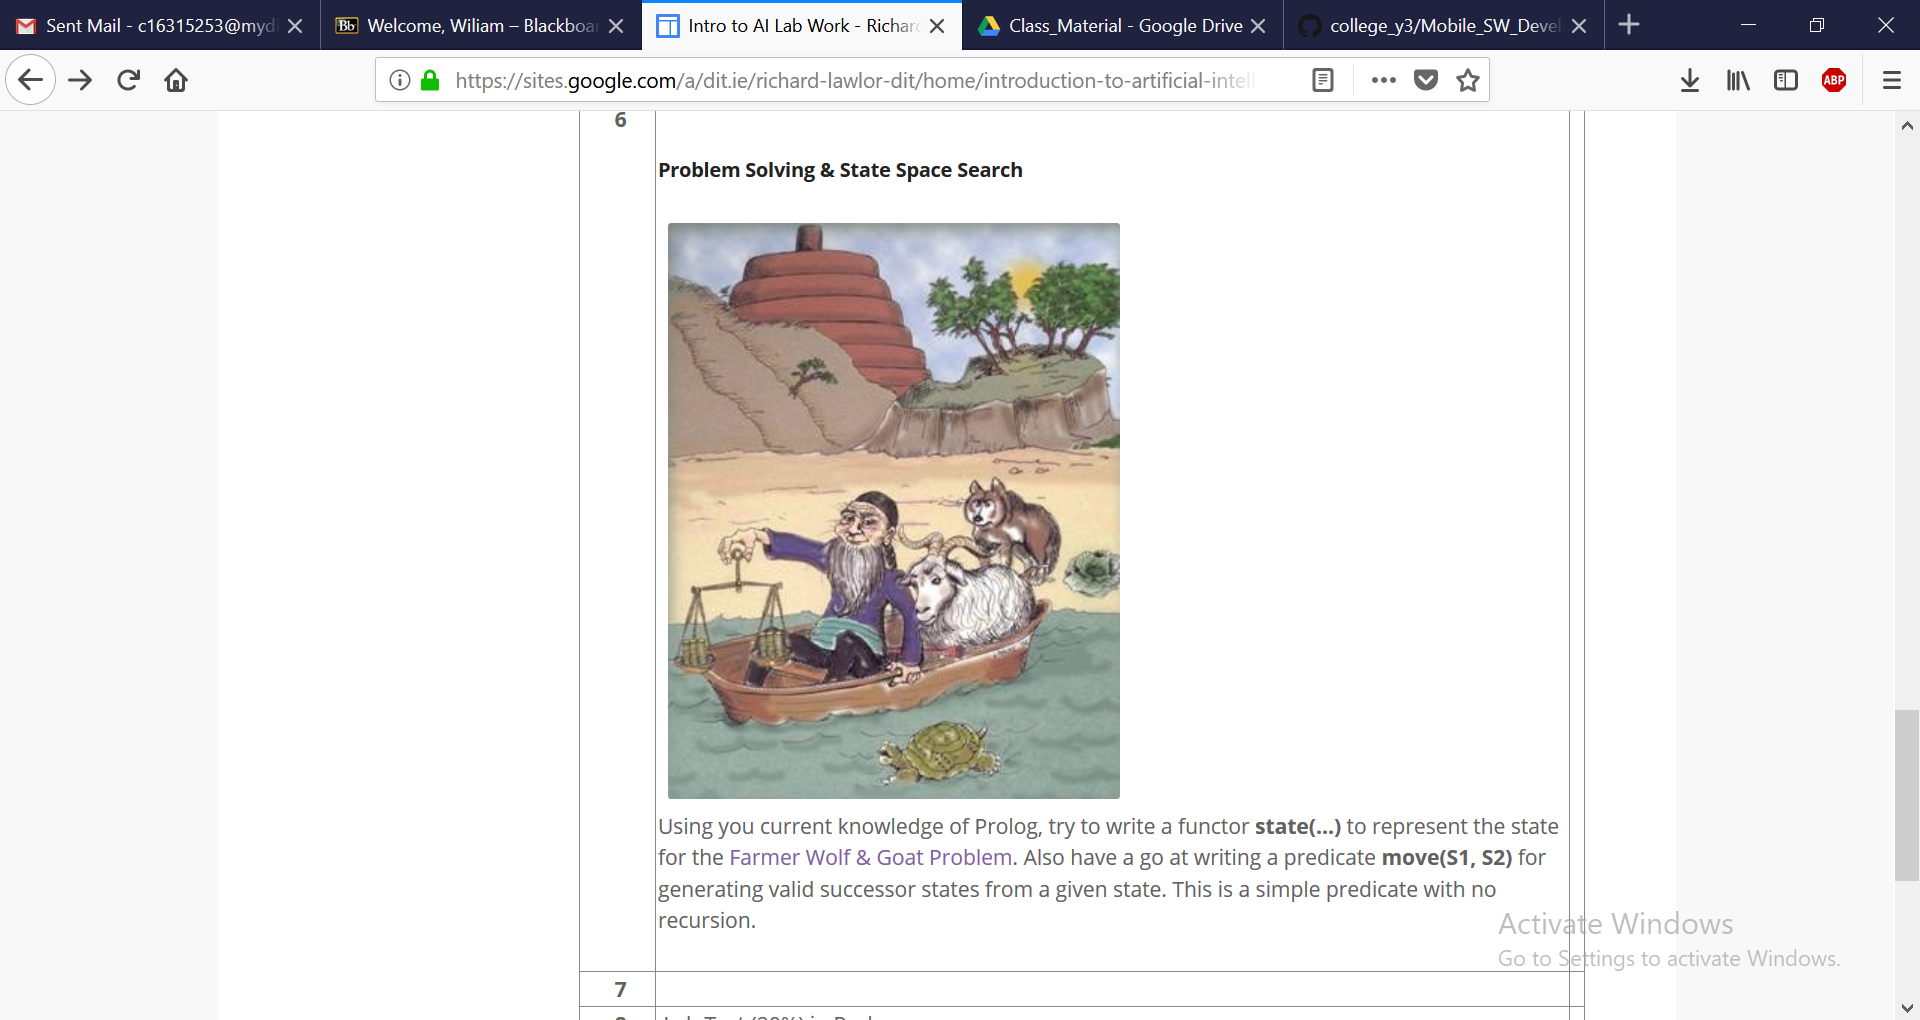 Sent Mail - c16315253@myd
Welcome, Wiliam – Blackboa
Intro to AI Lab Work - Richar
Class_Material - Google Drive
college_y3/Mobile_SW_Devel
https://sites.google.com/a/dit.ie/richard-lawlor-dit/home/introduction-to-artificial-intell
ABP
6
Problem Solving & State Space Search
Using you current knowledge of Prolog, try to write a functor state(...) to represent the state
for the Farmer Wolf & Goat Problem. Also have a go at writing a predicate move(S1, S2) for
generating valid successor states from a given state. This is a simple predicate with no
recursion.
Activate Windows
Go to Settings to activate Windows.
7